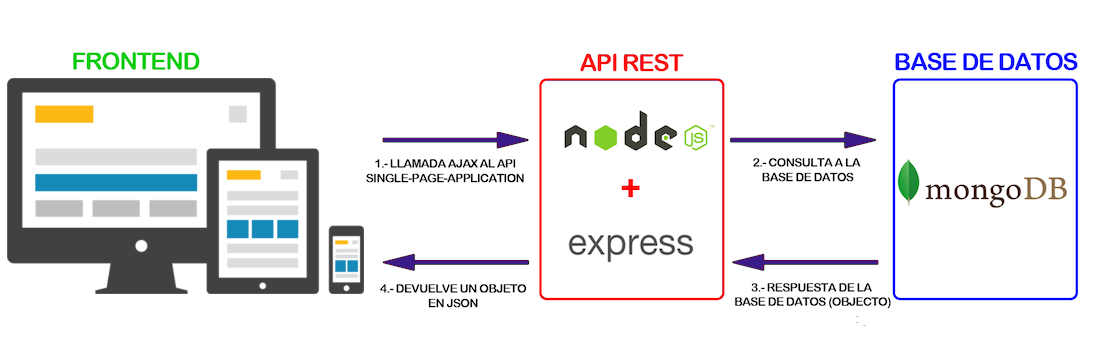 FRONTEND
API REST
BASE DE DATOS
node
JS
™
1.- LLAMADA AJAX AL API
SINGLE-PAGE-APPLICATION
2.- CONSULTA A LA
BASE DE DATOS
+
mongoDB
express
4.- DEVUELVE UN OBJETO
EN JSON
3.- RESPUESTA DE LA
BASE DE DATOS (OBJECTO)